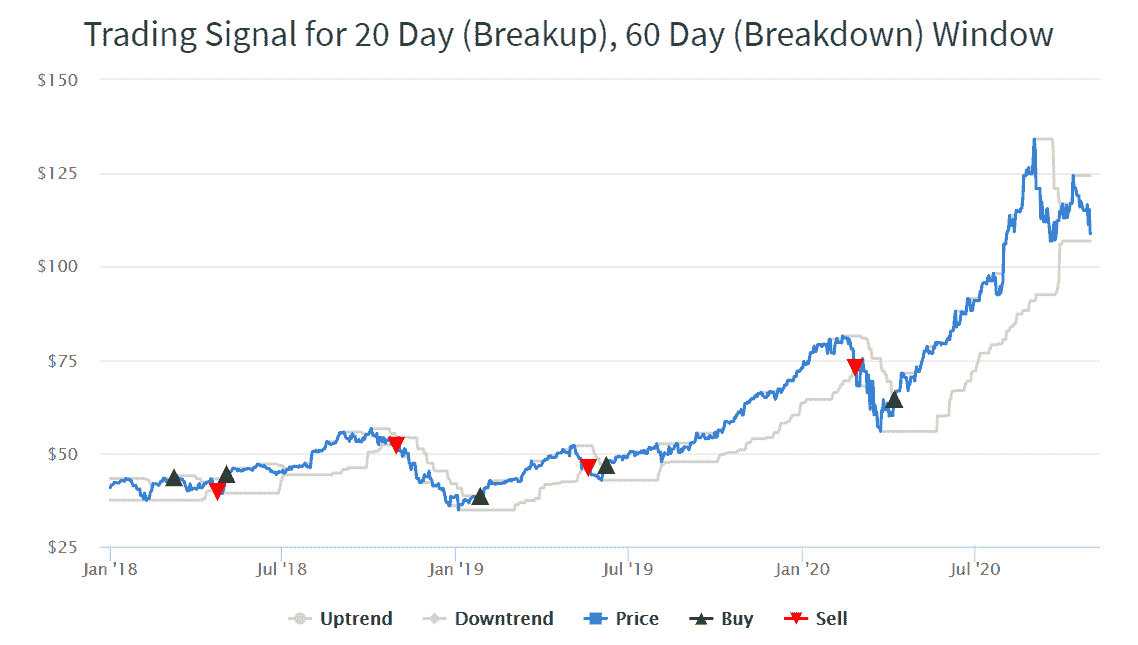 Trading Signal for 20 Day (Breakup), 60 Day (Breakdown) Window
$150
$125
$100
$75
$50
$25
Jan '18
Jul '18
Jan '19
Jul '19
Jan '20
Jul '20
Uptrend
Downtrend
Price
Buy
Sell